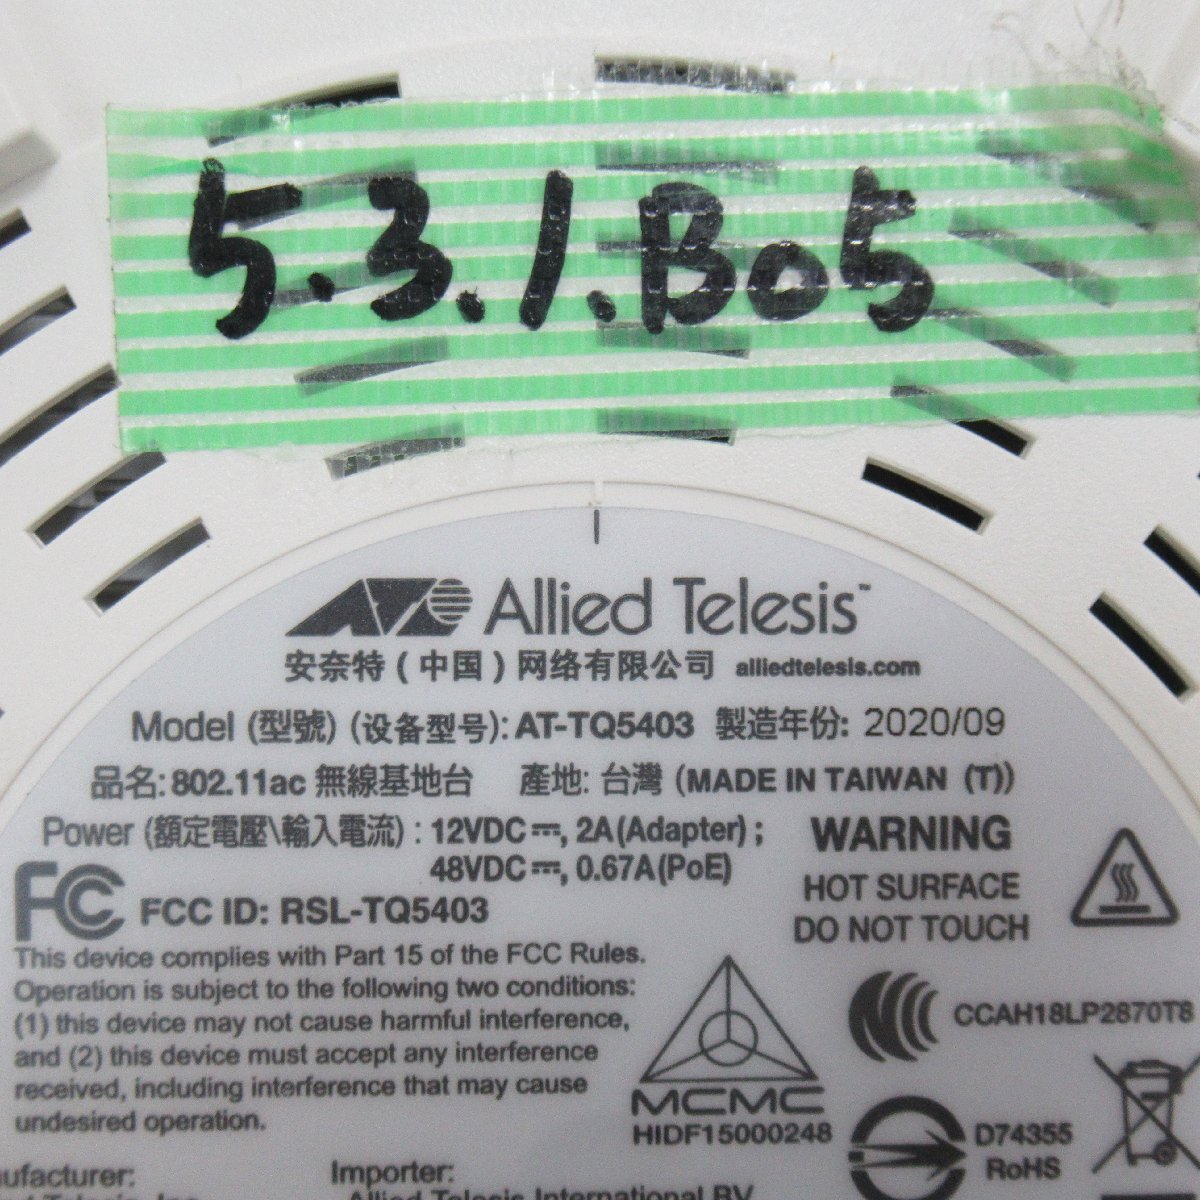 5.3.1.B05
Allied Telesis™
安奈特(中国)网络有限公司 alliedtelesis.com
Model (型號) (设备型号): AT-TQ5403 製造年份: 2020/09
品名: 802.11ac 無線基地台 產地: 台灣 (MADE IN TAIWAN (T))
Power (額定電壓\輸入電流) : 12VDC⎓, 2A(Adapter) ;
48VDC⎓, 0.67A(PoE)
WARNING
HOT SURFACE
DO NOT TOUCH
FC FCC ID: RSL-TQ5403
This device complies with Part 15 of the FCC Rules.
Operation is subject to the following two conditions:
(1) this device may not cause harmful interference,
and (2) this device must accept any interference
received, including interference that may cause
undesired operation.
MCMC
HIDF15000248
CCAH18LP2870T8
D74355
RoHS
Importer:
Allied Telesis International BV